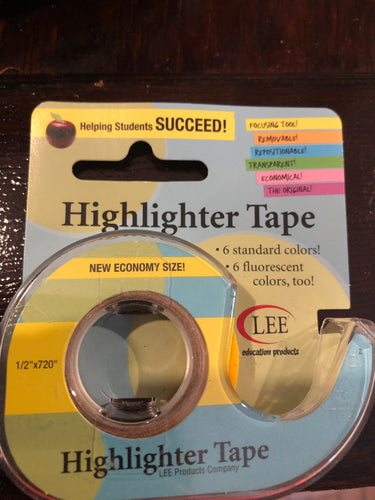 Helping Students SUCCEED!
FOCUSING TOOL!
REMOVABLE!
REPOSITIONABLE!
TRANSPARENT!
ECONOMICAL!
THE ORIGINAL!
Highlighter Tape
• 6 standard colors!
• 6 fluorescent
colors, too!
NEW ECONOMY SIZE!
LEE
education products
1/2"x720"
Highlighter Tape
LEE Products Company